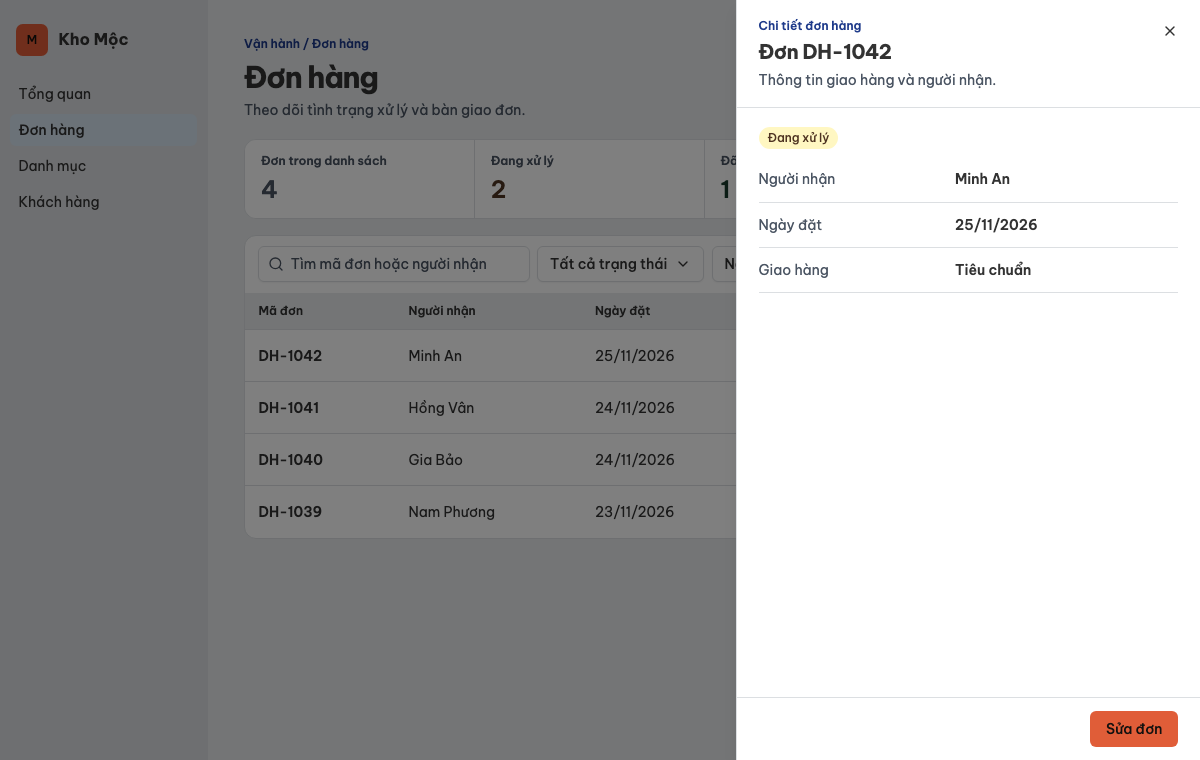 M
Kho Mộc
Tổng quan
Đơn hàng
Danh mục
Khách hàng
Vận hành / Đơn hàng
Đơn hàng
Theo dõi tình trạng xử lý và bàn giao đơn.
Đơn trong danh sách
4
Đang xử lý
2
1
Tìm mã đơn hoặc người nhận
Tất cả trạng thái
Mã đơn Người nhận Ngày đặt
DH-1042 Minh An 25/11/2026
DH-1041 Hồng Vân 24/11/2026
DH-1040 Gia Bảo 24/11/2026
DH-1039 Nam Phương 23/11/2026
Chi tiết đơn hàng
Đơn DH-1042
Thông tin giao hàng và người nhận.
Đang xử lý
Người nhận Minh An
Ngày đặt 25/11/2026
Giao hàng Tiêu chuẩn
Sửa đơn